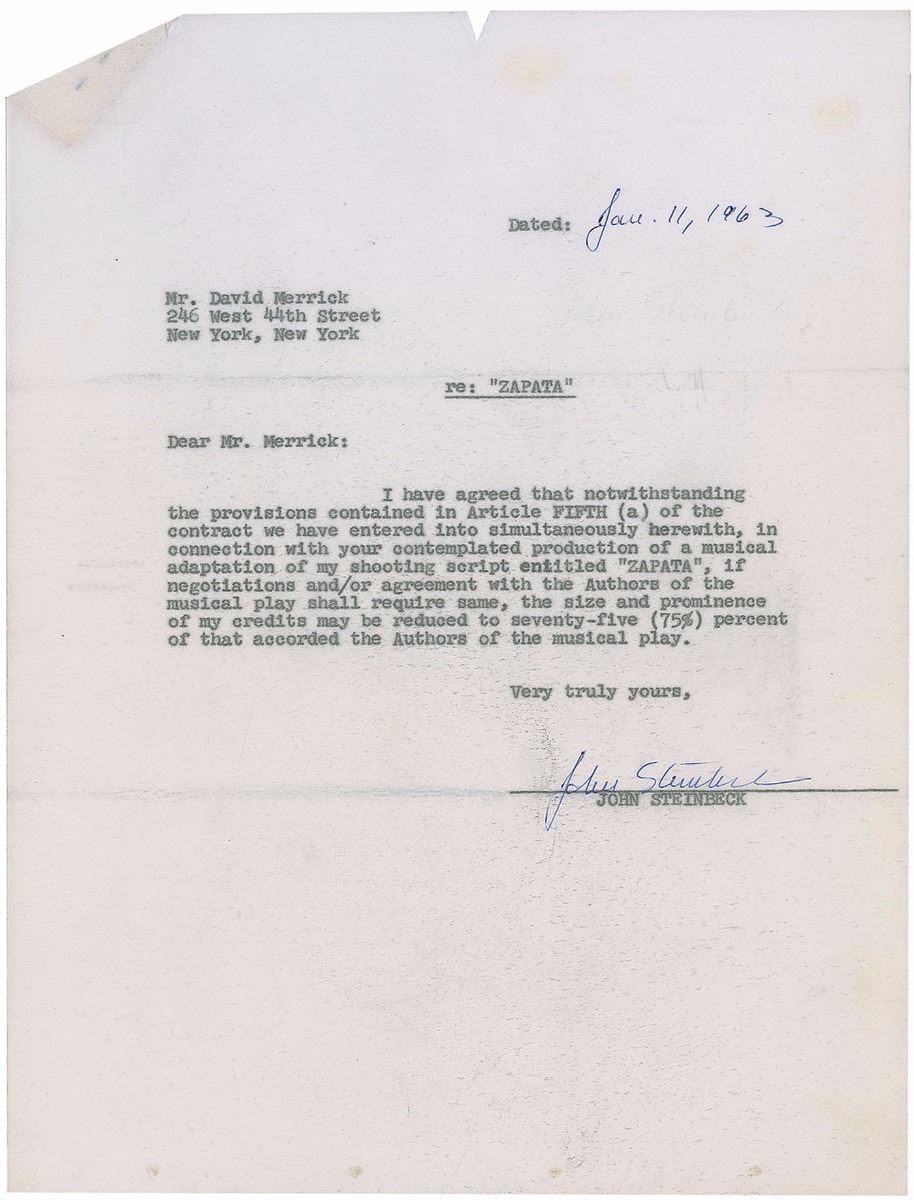 Dated: Jan. 11, 1963
Mr. David Merrick
246 West 44th Street
New York, New York
re: "ZAPATA"
Dear Mr. Merrick:
I have agreed that notwithstanding
the provisions contained in Article FIFTH (a) of the
contract we have entered into simultaneously herewith, in
connection with your contemplated production of a musical
adaptation of my shooting script entitled "ZAPATA", if
negotiations and/or agreement with the Authors of the
musical play shall require same, the size and prominence
of my credits may be reduced to seventy-five (75%) percent
of that accorded the Authors of the musical play.
Very truly yours,
John Steinbeck
JOHN STEINBECK